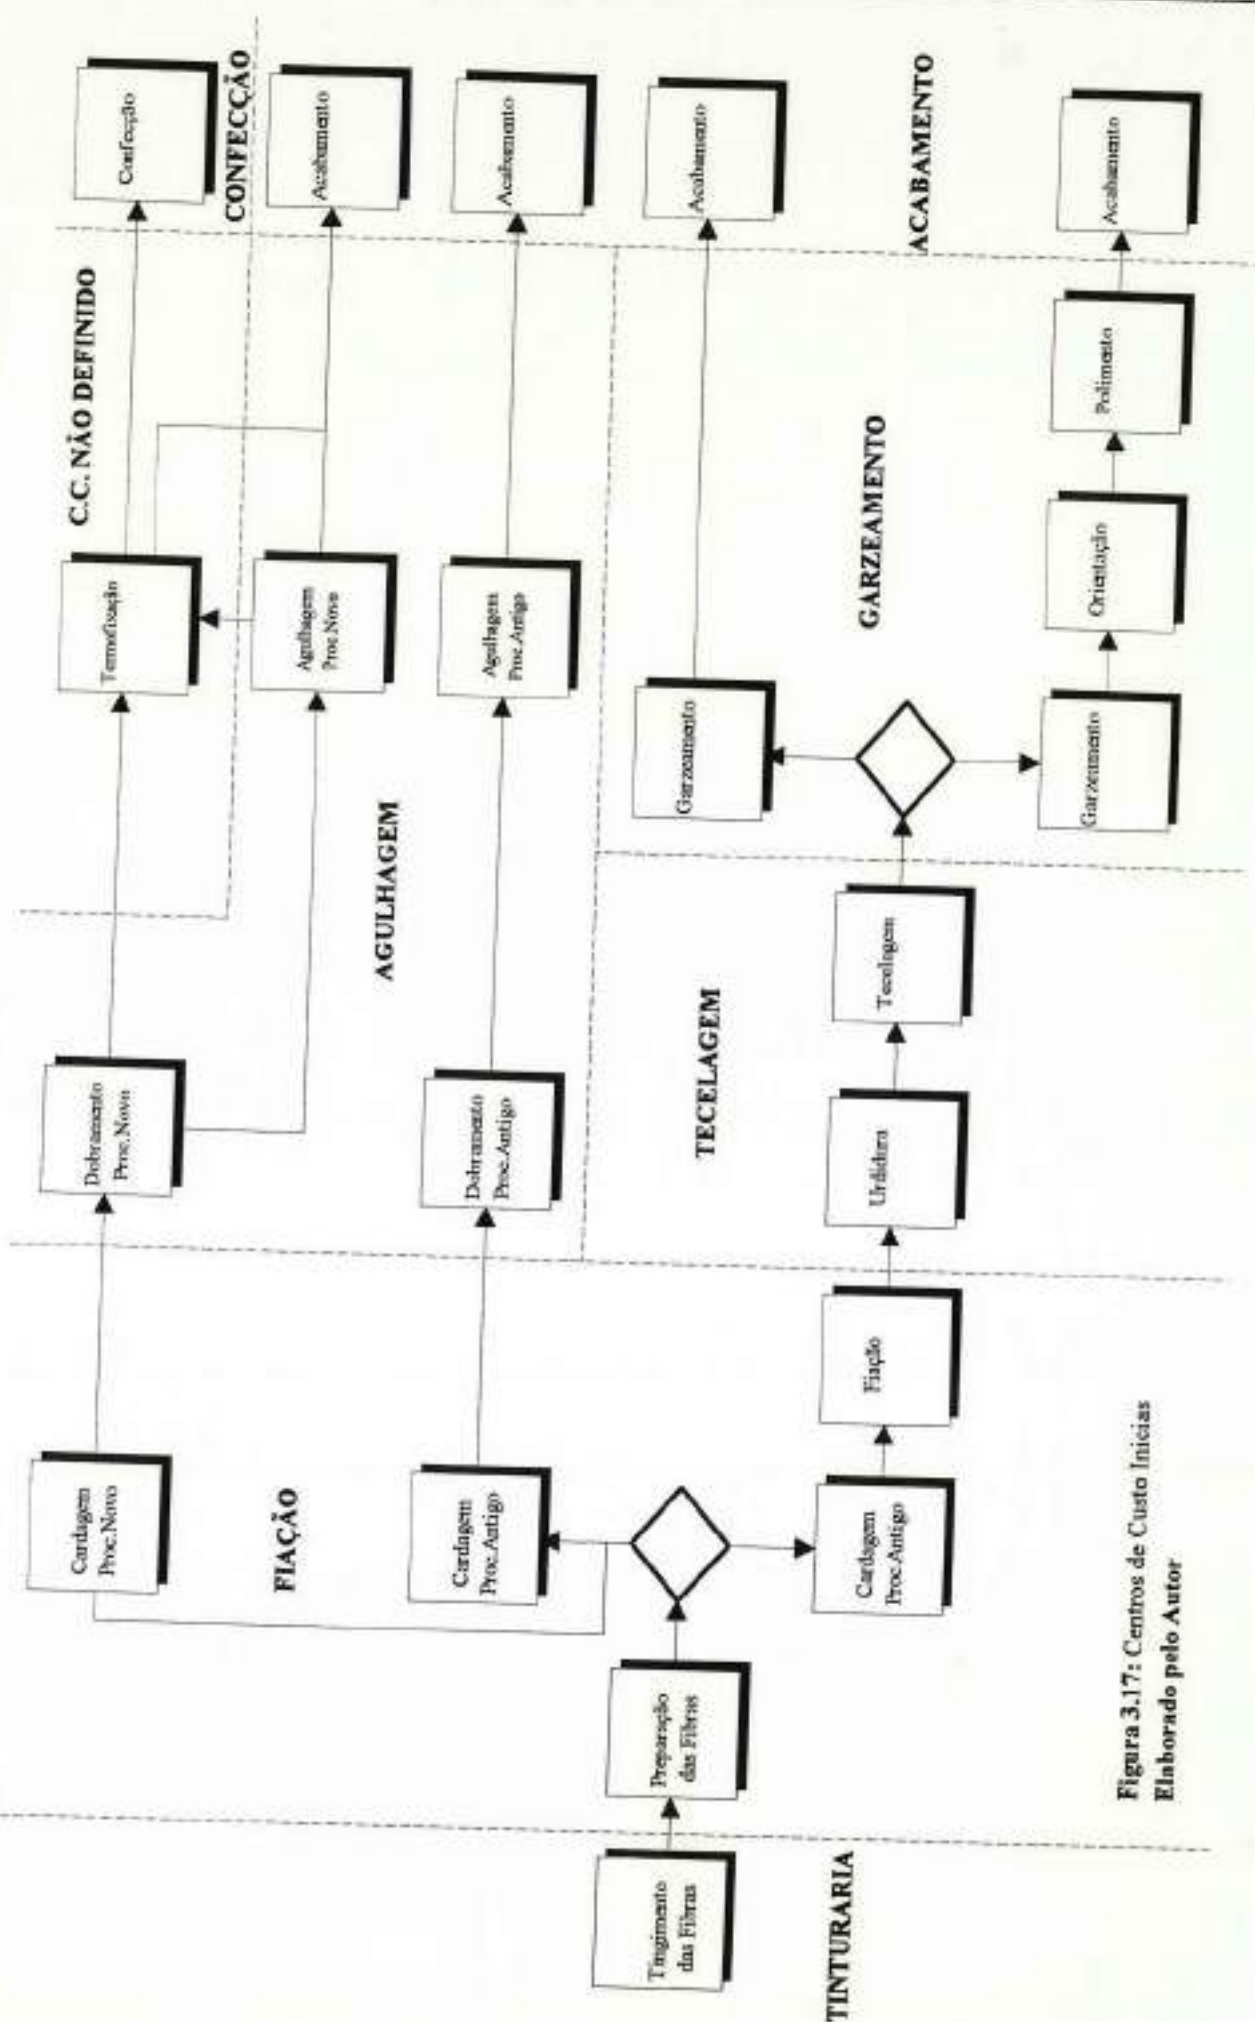 Confecção
CONFECÇÃO
Acabamento
Acabamento
Acabamento
ACABAMENTO
Acabamento
C.C. NÃO DEFINIDO
Termofixação
Agulhagem
Proc.Novo
Agulhagem
Proc.Antigo
GARZEAMENTO
Polimento
Orientação
Garzeamento
Garzeamento
Dobramento
Proc.Novo
AGULHAGEM
Dobramento
Proc.Antigo
TECELAGEM
Tecelagem
Urdidura
Cardagem
Proc.Novo
FIAÇÃO
Cardagem
Proc.Antigo
Cardagem
Proc.Antigo
Fiação
Preparação
das Fibras
Tingimento
das Fibras
TINTURARIA
Figura 3.17: Centros de Custo Inicias
Elaborado pelo Autor